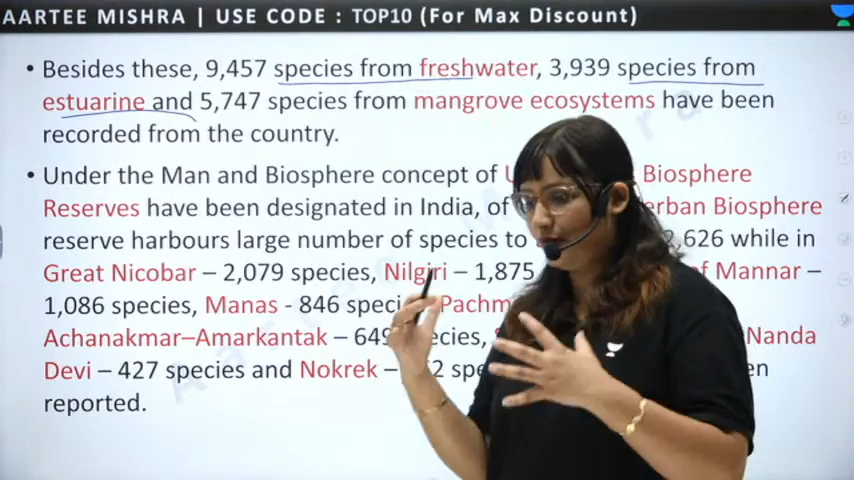 AARTEE MISHRA | USE CODE : TOP10 (For Max Discount)
• Besides these, 9,457 species from freshwater, 3,939 species from
estuarine and 5,747 species from mangrove ecosystems have been
recorded from the country.
• Under the Man and Biosphere concept of Biosphere
Reserves have been designated in India, of Biosphere
reserve harbours large number of species to 2,626 while in
Great Nicobar – 2,079 species, Nilgiri – 1,875 Mannar –
1,086 species, Manas - 846
Achanakmar–Amarkantak – Nanda
Devi – 427 species and Nokrek –
reported.